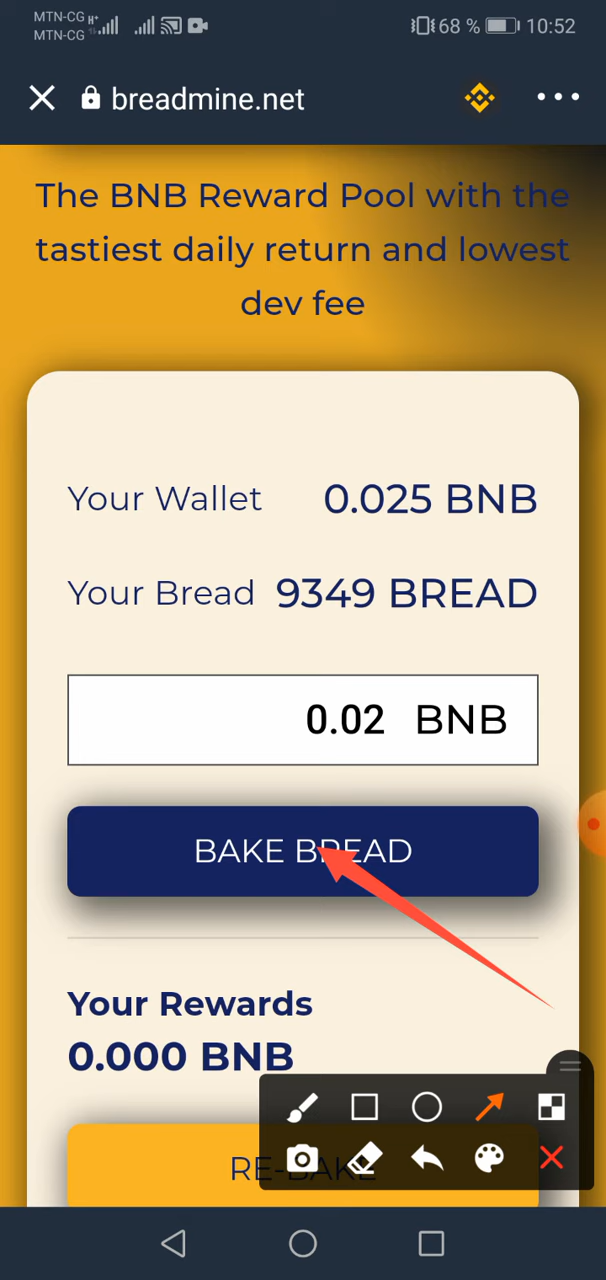 MTN-CG H+
MTN-CG
68 % 10:52
breadmine.net
The BNB Reward Pool with the
tastiest daily return and lowest
dev fee
Your Wallet 0.025 BNB
Your Bread 9349 BREAD
0.02 BNB
BAKE BREAD
Your Rewards
0.000 BNB
RE-BAKE